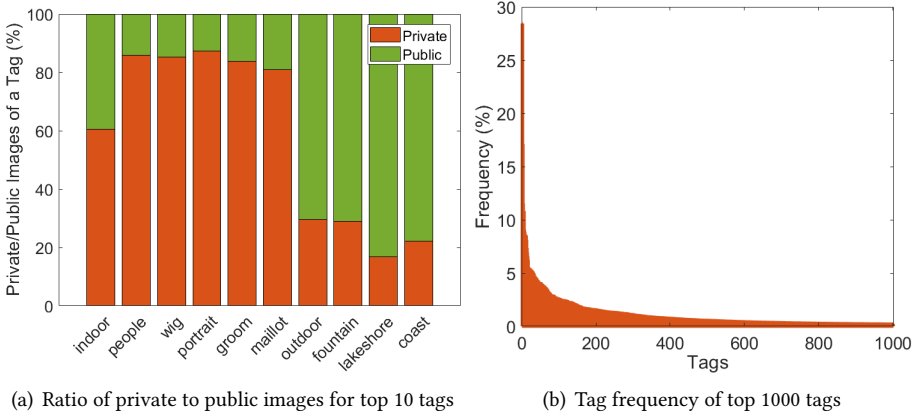 Private/Public Images of a Tag (%)
100
80
60
40
20
0
Private
Public
indoor
people
wig
portrait
groom
maillot
outdoor
fountain
lakeshore
coast
(a) Ratio of private to public images for top 10 tags
Frequency (%)
30
25
20
15
10
5
0
0
200
400
600
800
1000
Tags
(b) Tag frequency of top 1000 tags